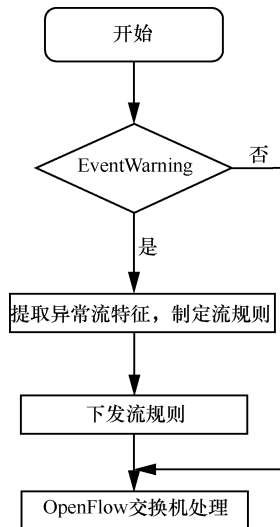 开始
EventWarning
否
是
提取异常流特征，制定流规则
下发流规则
OpenFlow交换机处理